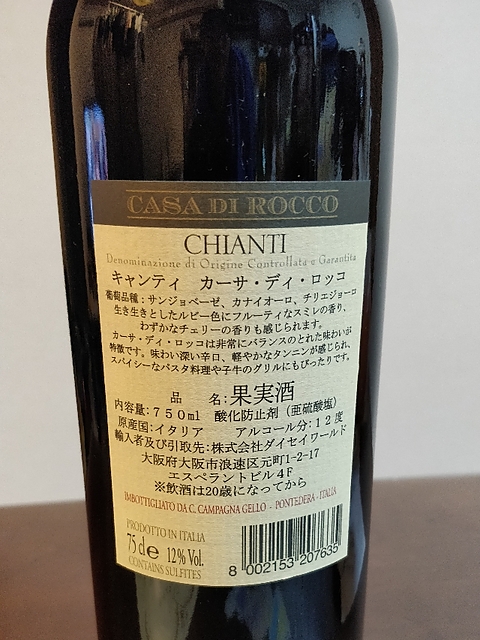 CASA DI ROCCO
CHIANTI
Denominazione di Origine Controllata e Garantita
キャンティ カーサ・ディ・ロッコ
葡萄品種：サンジョベーゼ、カナイオーロ、チリエジョーロ
生き生きとしたルビー色にフルーティなスミレの香り、
わずかなチェリーの香りも感じられます。
カーサ・ディ・ロッコは非常にバランスのとれた味わいが
特徴です。味わい深い辛口、軽やかなタンニンが感じられ、
スパイシーなパスタ料理や子牛のグリルにもぴったりです。
品 名：果実酒
内容量：750ml 酸化防止剤（亜硫酸塩）
原産国：イタリア アルコール分：12度
輸入者及び引取先：株式会社ダイセイワールド
大阪府大阪市浪速区元町1-2-17
エスペラントビル4F
※飲酒は20歳になってから
IMBOTTIGLIATO DA C. CAMPAGNA GELLO - PONTEDERA - ITALIA
PRODOTTO IN ITALIA
75 cl e 12% Vol.
CONTAINS SULFITES
8 002153 207635